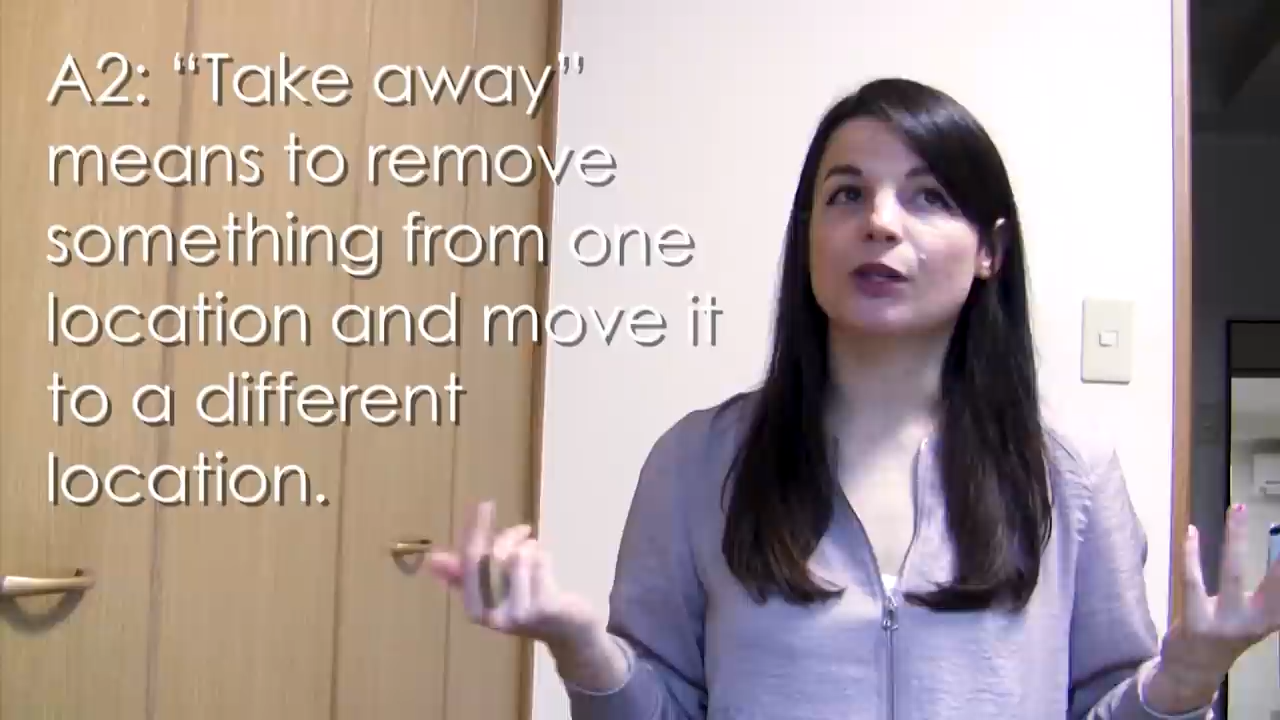 A2: “Take away”
means to remove
something from one
location and move it
to a different
location.